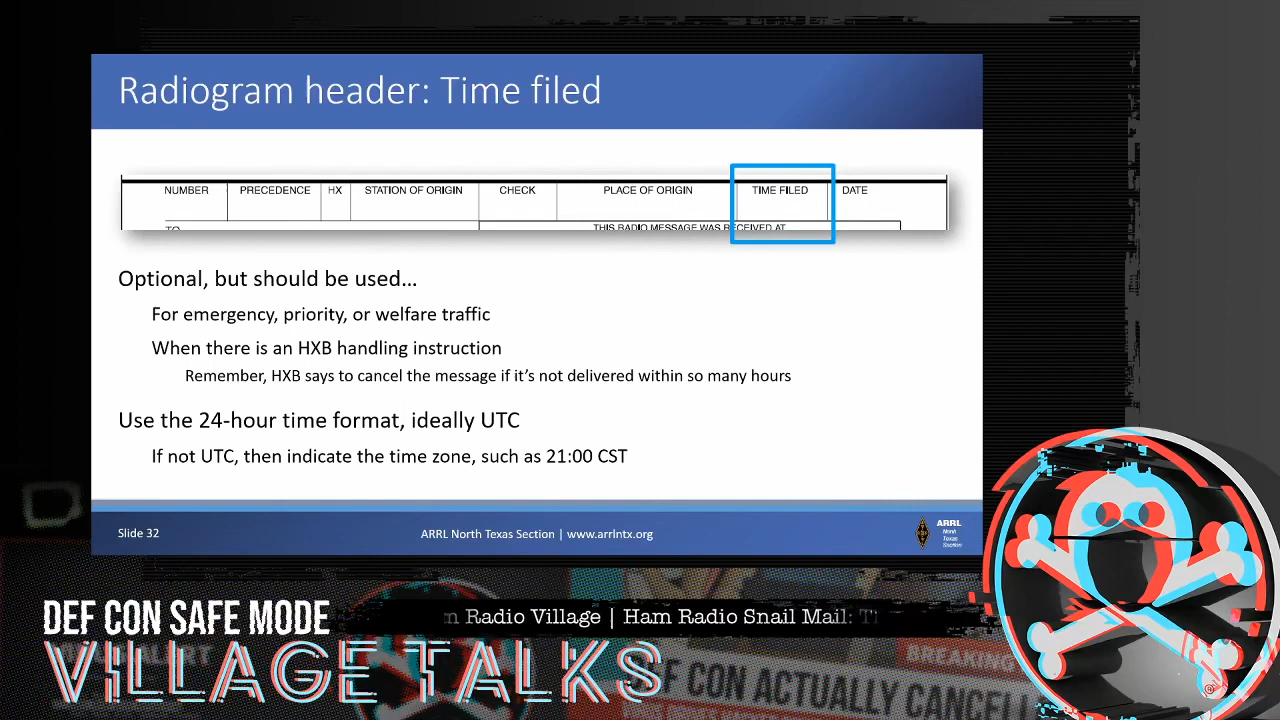 Radiogram header: Time filed
NUMBER PRECEDENCE HX STATION OF ORIGIN CHECK PLACE OF ORIGIN TIME FILED DATE
TO THIS RADIO MESSAGE WAS RECEIVED AT
Optional, but should be used…
For emergency, priority, or welfare traffic
When there is an HXB handling instruction
Remember, HXB says to cancel the message if it's not delivered within so many hours
Use the 24-hour time format, ideally UTC
If not UTC, then indicate the time zone, such as 21:00 CST
Slide 32
ARRL North Texas Section | www.arrlntx.org
ARRL
North
Texas
Section
DEF CON SAFE MODE
m Radio Village | Ham Radio Snail Mail: T
VILLAGE TALKS
BREAKING
DEF CON ACTUALLY CANCELL